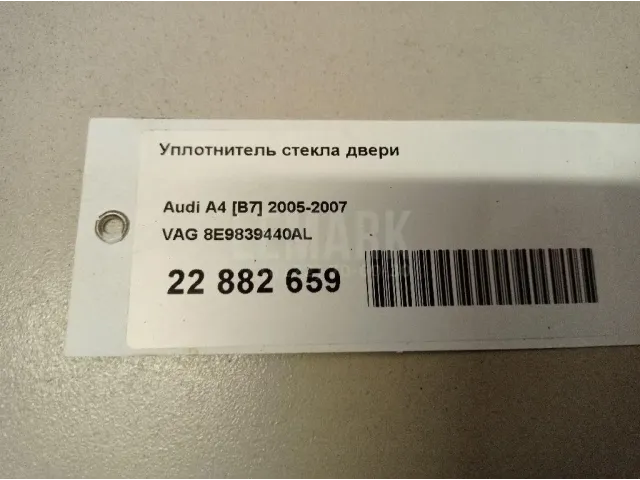 Уплотнитель стекла двери
Audi A4 [B7] 2005-2007
VAG 8E9839440AL
22 882 659